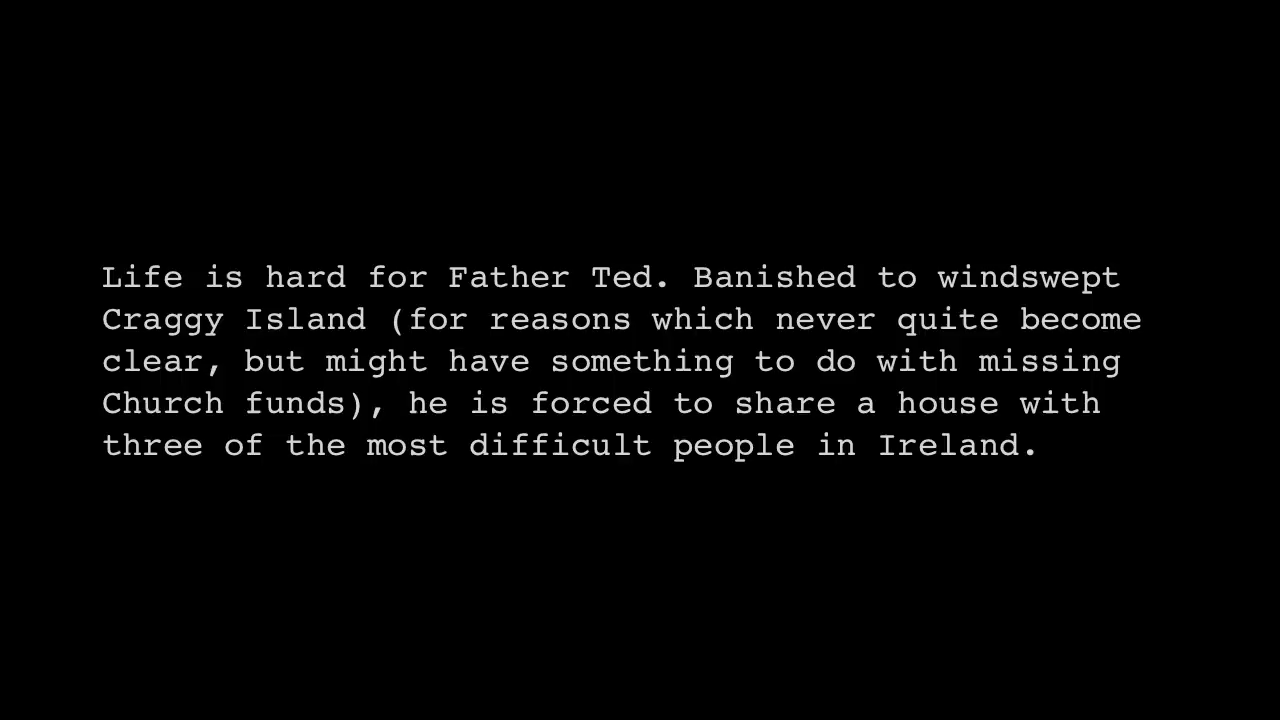 Life is hard for Father Ted. Banished to windswept
Craggy Island (for reasons which never quite become
clear, but might have something to do with missing
Church funds), he is forced to share a house with
three of the most difficult people in Ireland.